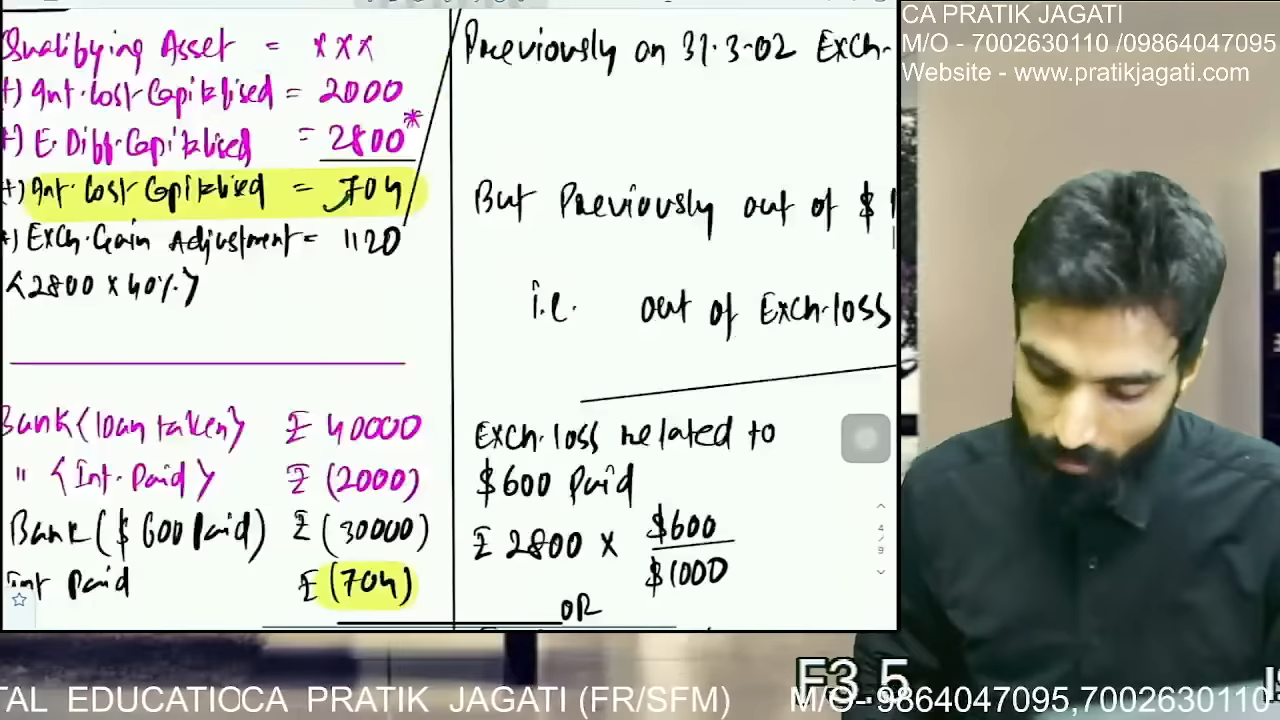 CA PRATIK JAGATI
M/O - 7002630110 /09864047095
Website - www.pratikjagati.com
Qualifying Asset = xxx
+) Int. Cost Capitalised = 2000
+) E. Diff. Capitalised = 2800*
(+) Int. Cost Capitalised = 704
+) Exch. Gain Adjustment = 1120
<2800 x 40%>
Bank <loan taken> ₹ 40000
" <Int. Paid> ₹ (2000)
Bank ($ 600 Paid) ₹ (30000)
Int Paid ₹ (704)
Previously on 31.3.02 Exch.
But Previously out of $ 1
i.e. out of Exch. loss
Exch. loss related to
$600 Paid
₹ 2800 x $600
$1000
OR
F3.5
TAL EDUCATIOCA PRATIK JAGATI (FR/SFM) M/O- 9864047095,7002630110